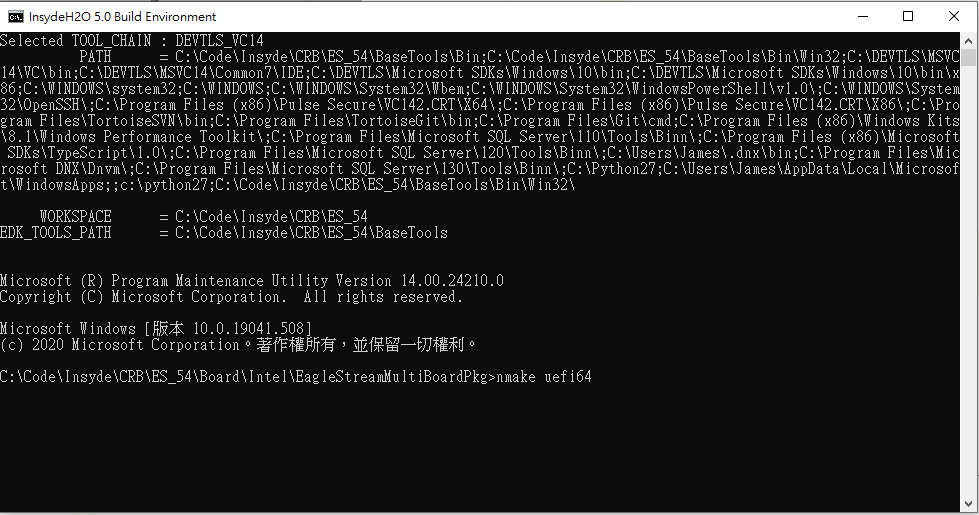 InsydeH2O 5.0 Build Environment
Selected TOOL_CHAIN : DEVTLS_VC14
PATH = C:\Code\Insyde\CRB\ES_54\BaseTools\Bin;C:\Code\Insyde\CRB\ES_54\BaseTools\Bin\Win32;C:\DEVTLS\MSVC
14\VC\bin;C:\DEVTLS\MSVC14\Common7\IDE;C:\DEVTLS\Microsoft SDKs\Windows\10\bin;C:\DEVTLS\Microsoft SDKs\Windows\10\bin\x
86;C:\WINDOWS\system32;C:\WINDOWS;C:\WINDOWS\System32\Wbem;C:\WINDOWS\System32\WindowsPowerShell\v1.0\;C:\WINDOWS\System
32\OpenSSH\;C:\Program Files (x86)\Pulse Secure\VC142.CRT\X64\;C:\Program Files (x86)\Pulse Secure\VC142.CRT\X86\;C:\Pro
gram Files\TortoiseSVN\bin;C:\Program Files\TortoiseGit\bin;C:\Program Files\Git\cmd;C:\Program Files (x86)\Windows Kits
\8.1\Windows Performance Toolkit\;C:\Program Files\Microsoft SQL Server\110\Tools\Binn\;C:\Program Files (x86)\Microsoft
SDKs\TypeScript\1.0\;C:\Program Files\Microsoft SQL Server\120\Tools\Binn\;C:\Users\James\.dnx\bin;C:\Program Files\Mic
rosoft DNX\Dnvm\;C:\Program Files\Microsoft SQL Server\130\Tools\Binn\;C:\Python27;C:\Users\James\AppData\Local\Microsof
t\WindowsApps;;c:\python27;C:\Code\Insyde\CRB\ES_54\BaseTools\Bin\Win32\
WORKSPACE = C:\Code\Insyde\CRB\ES_54
EDK_TOOLS_PATH = C:\Code\Insyde\CRB\ES_54\BaseTools
Microsoft (R) Program Maintenance Utility Version 14.00.24210.0
Copyright (C) Microsoft Corporation.  All rights reserved.
Microsoft Windows [版本 10.0.19041.508]
(c) 2020 Microsoft Corporation。著作權所有，並保留一切權利。
C:\Code\Insyde\CRB\ES_54\Board\Intel\EagleStreamMultiBoardPkg>nmake uefi64